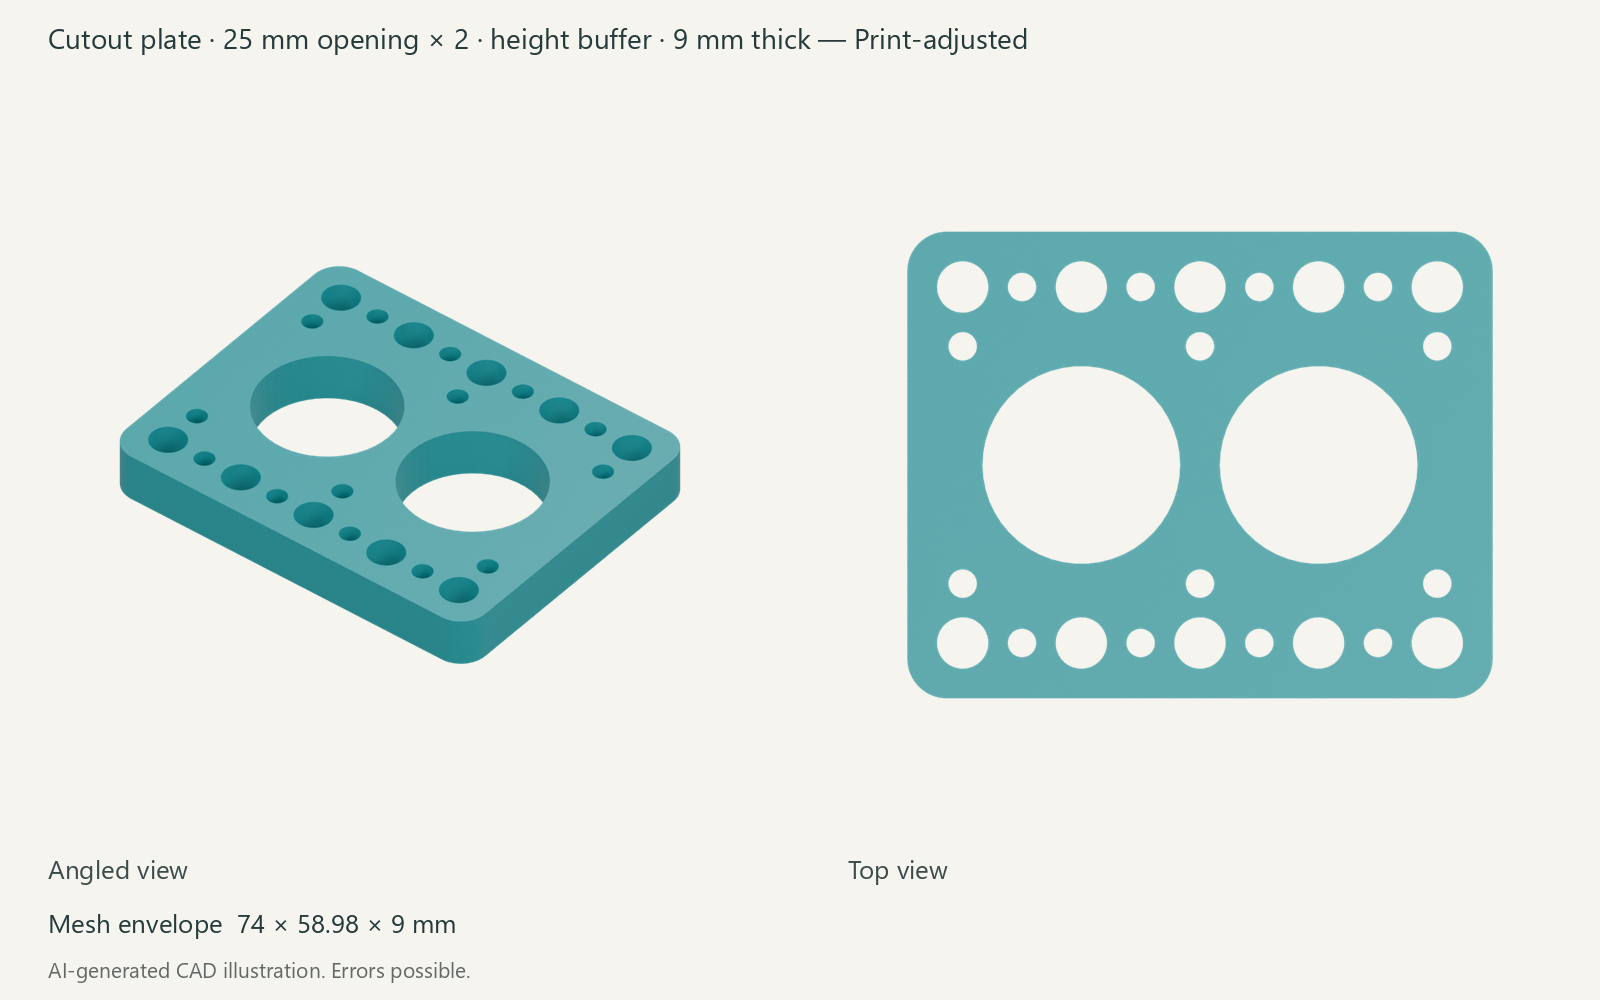 Cutout plate · 25 mm opening × 2 · height buffer · 9 mm thick — Print-adjusted
Angled view
Top view
Mesh envelope 74 × 58.98 × 9 mm
AI-generated CAD illustration. Errors possible.